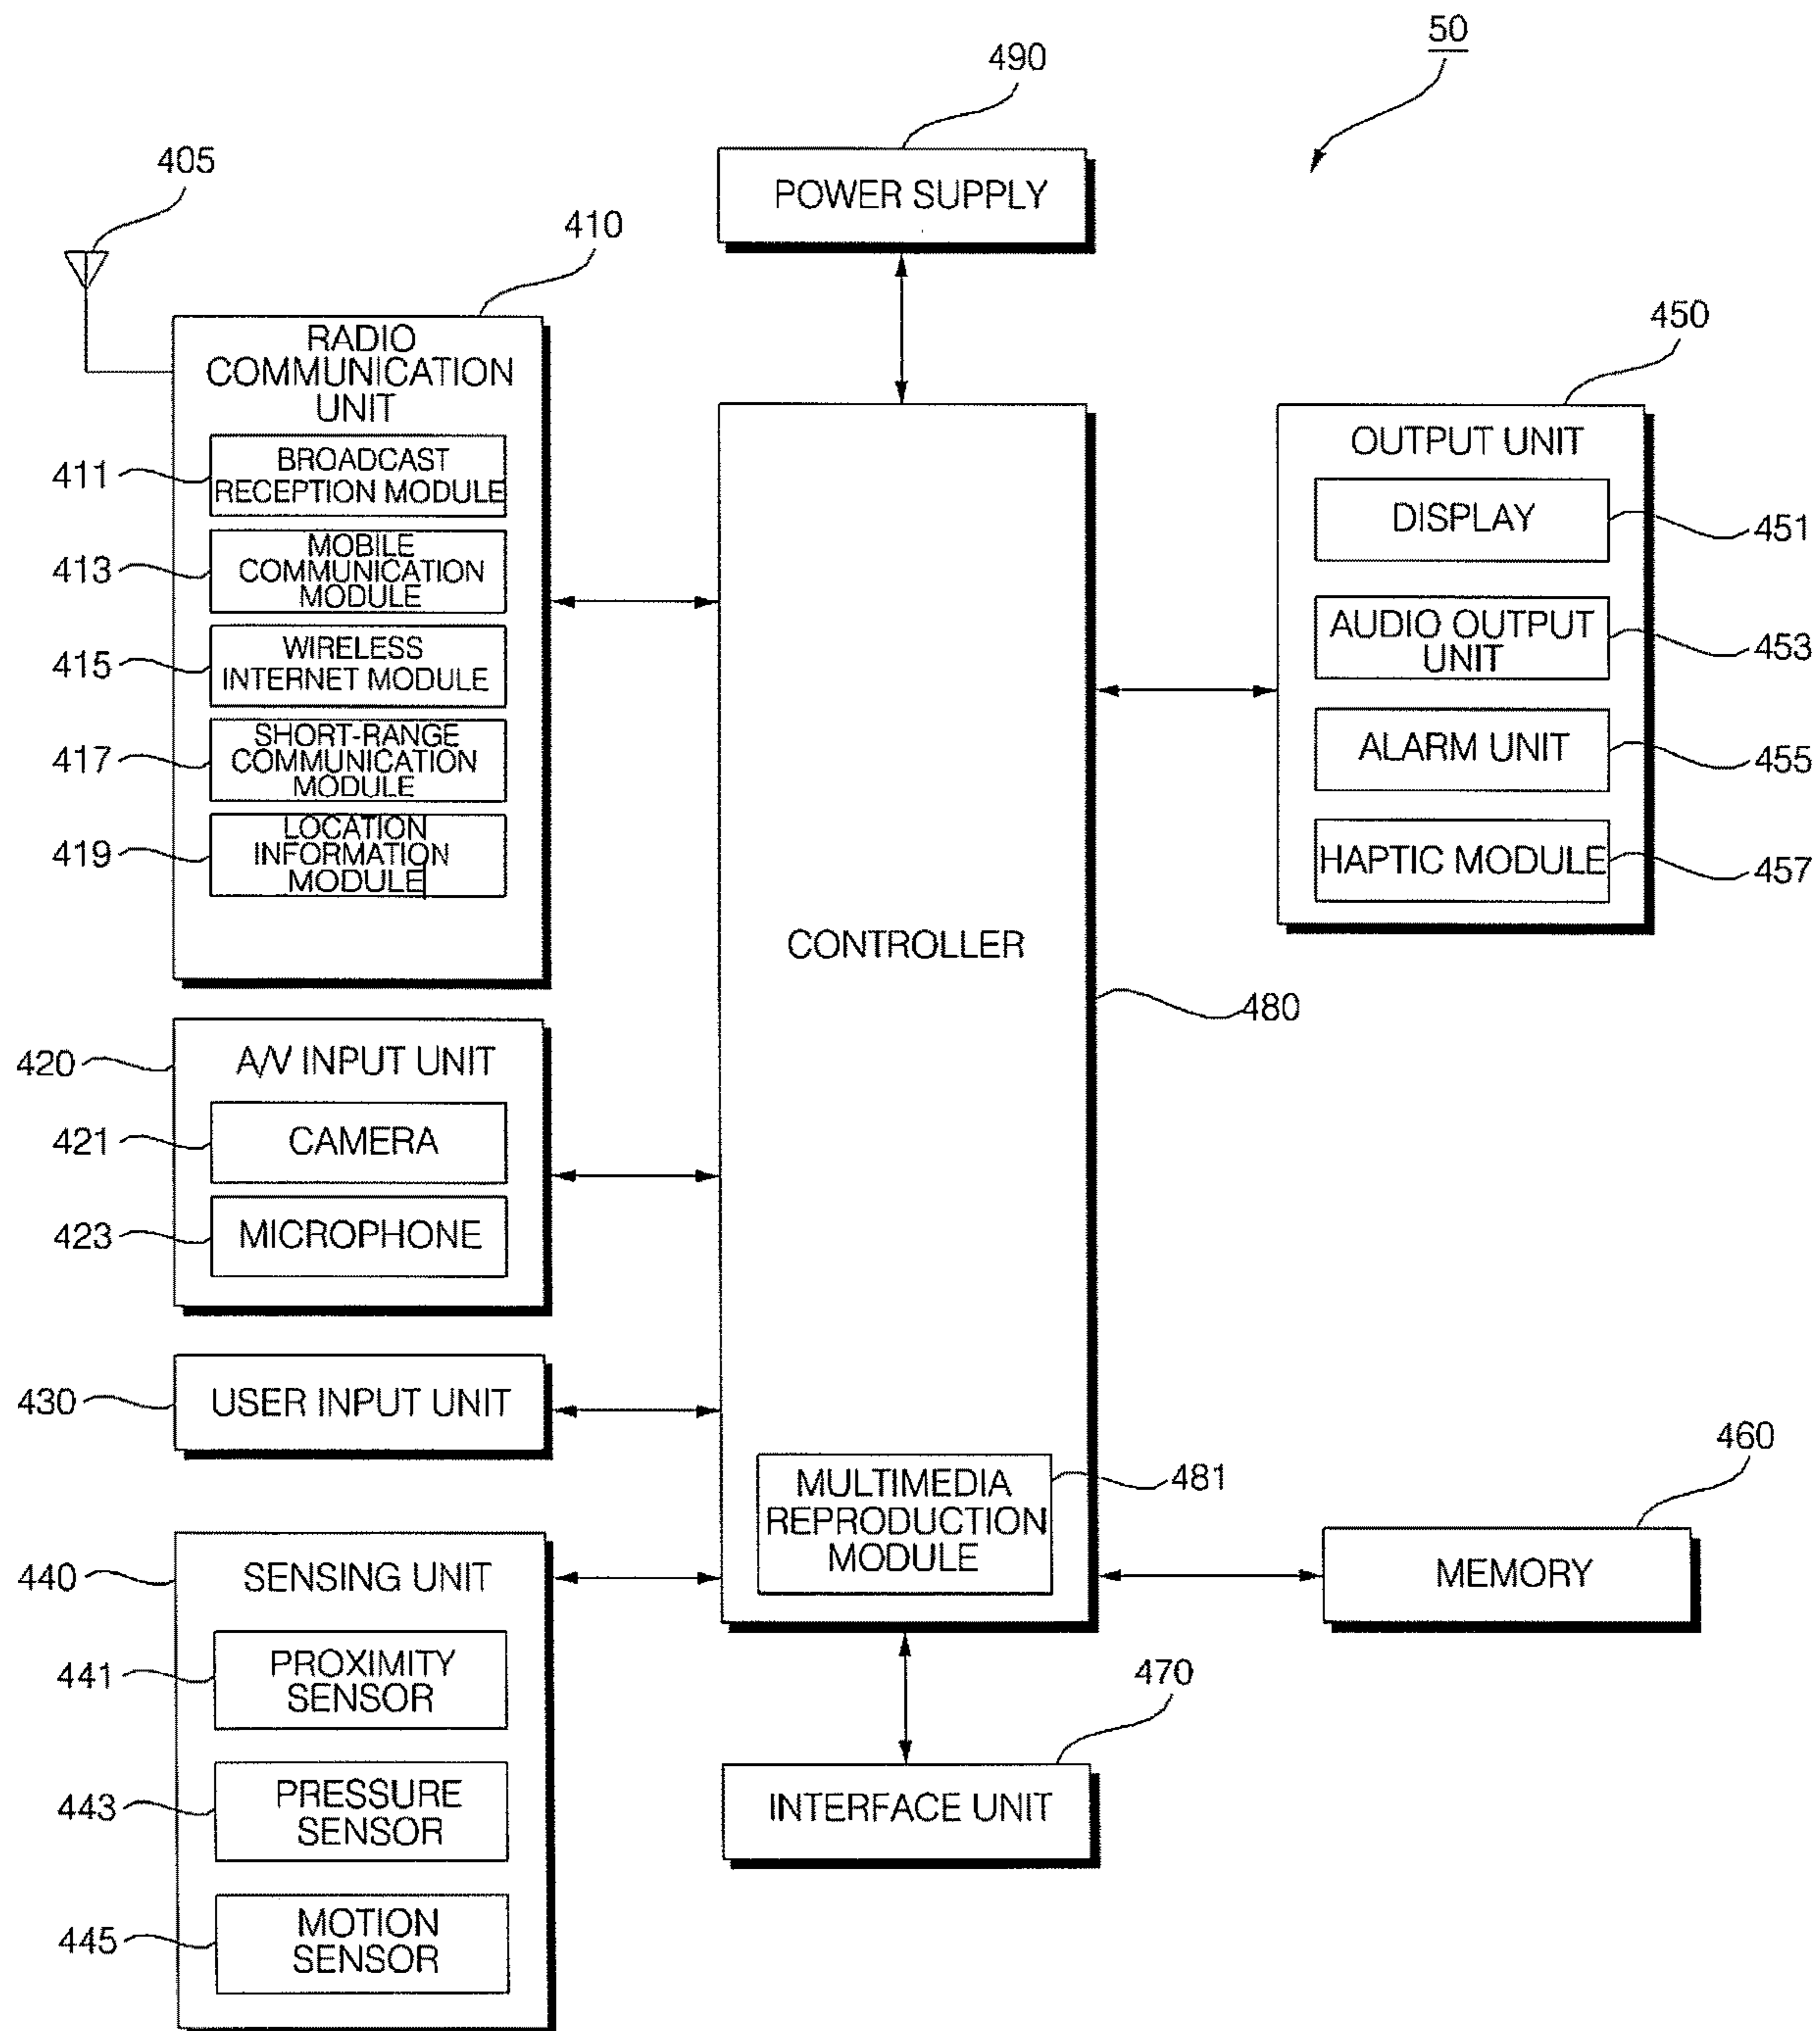 50
490
POWER SUPPLY
405
410
RADIO
COMMUNICATION
UNIT
411
BROADCAST
RECEPTION MODULE
413
MOBILE
COMMUNICATION
MODULE
415
WIRELESS
INTERNET MODULE
417
SHORT-RANGE
COMMUNICATION
MODULE
419
LOCATION
INFORMATION
MODULE
450
OUTPUT UNIT
DISPLAY
451
AUDIO OUTPUT
UNIT
453
ALARM UNIT
455
HAPTIC MODULE
457
CONTROLLER
480
420
A/V INPUT UNIT
421
CAMERA
423
MICROPHONE
430
USER INPUT UNIT
MULTIMEDIA
REPRODUCTION
MODULE
481
460
MEMORY
440
SENSING UNIT
441
PROXIMITY
SENSOR
443
PRESSURE
SENSOR
445
MOTION
SENSOR
470
INTERFACE UNIT